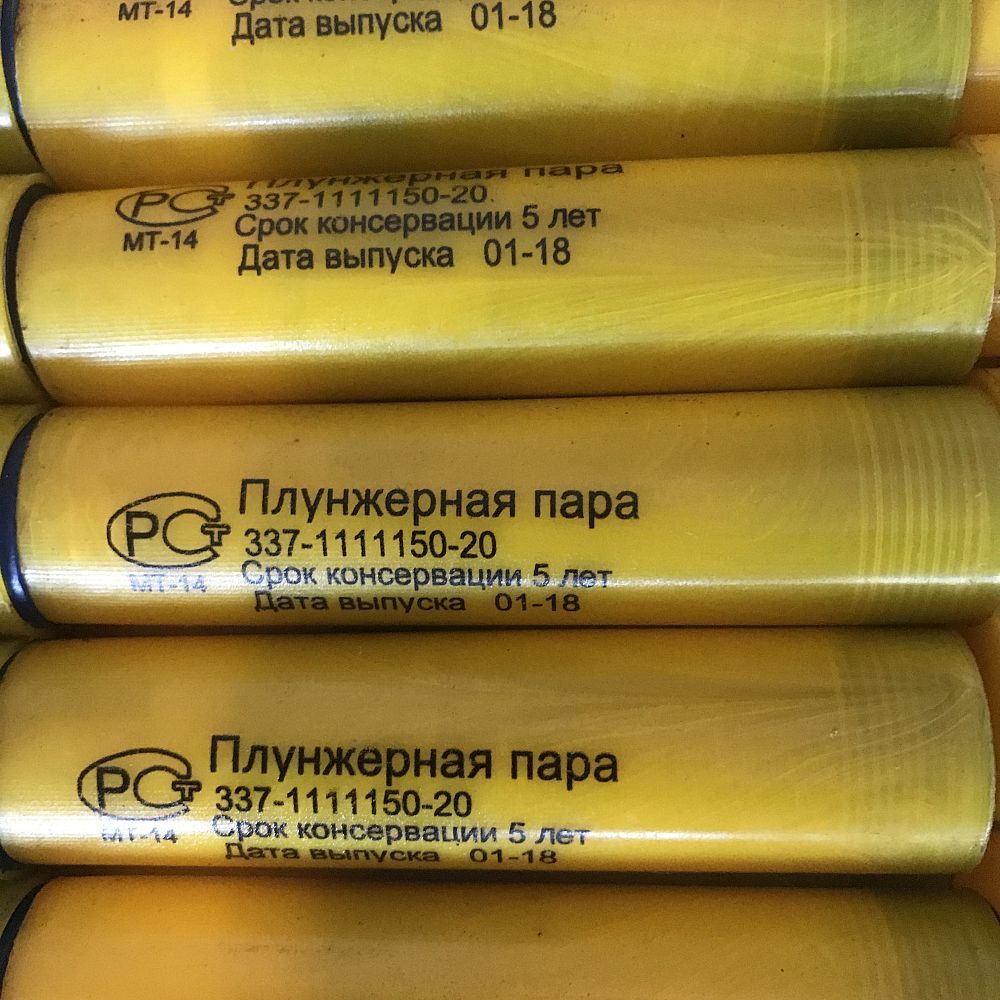 МТ-14
Срок консервации
Дата выпуска 01-18
Плунжерная пара
РСТ
337-1111150-20
Срок консервации 5 лет
МТ-14
Дата выпуска 01-18
Плунжерная пара
РСТ
337-1111150-20
Срок консервации 5 лет
МТ-14
Дата выпуска 01-18
Плунжерная пара
РСТ
337-1111150-20
Срок консервации 5 лет
МТ-14
Дата выпуска 01-18